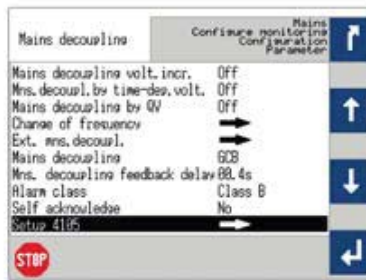 Mains decoupling
Mains
Configure monitoring
Configuration
Parameter
Mains decoupling volt.incr. Off
Mns.decoupl.by time-dep.volt. Off
Mains decoupling by QV Off
Change of frequency
Ext. mns.decoupl.
Mains decoupling GCB
Mns. decoupling feedback delay 00.4s
Alarm class Class B
Self acknowledge No
Setup 4105
STOP